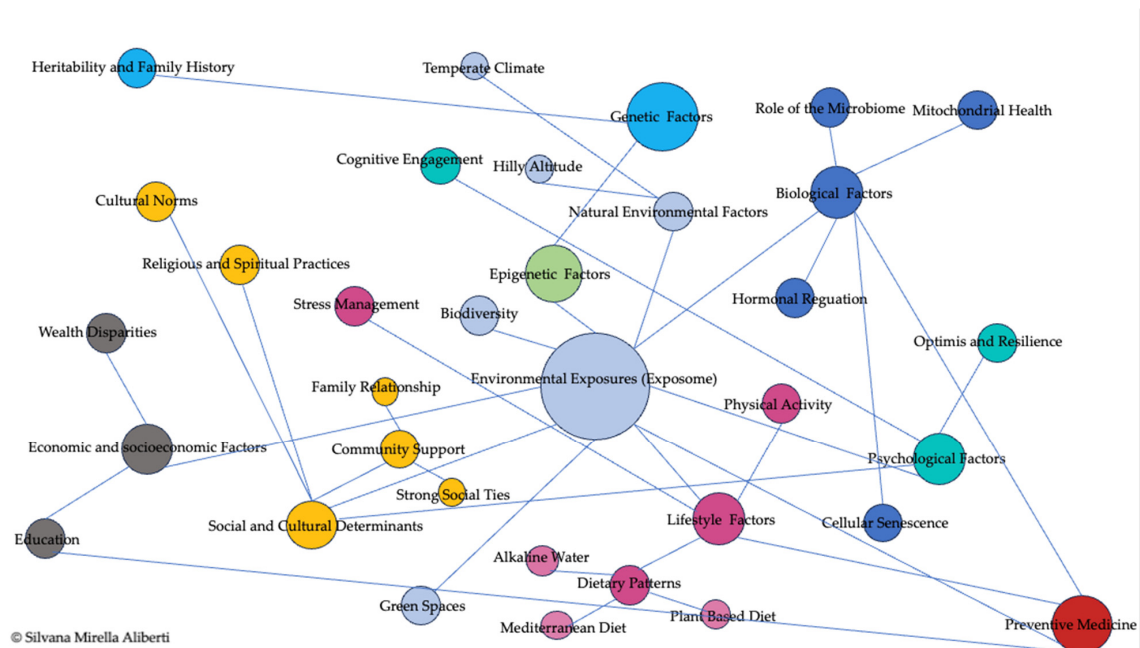 Heritability and Family History
Temperate Climate
Genetic Factors
Role of the Microbiome
Mitochondrial Health
Cognitive Engagement
Hilly Altitude
Cultural Norms
Natural Environmental Factors
Biological Factors
Religious and Spiritual Practices
Epigenetic Factors
Stress Management
Biodiversity
Hormonal Reguation
Wealth Disparities
Optimis and Resilience
Environmental Exposures (Exposome)
Family Relationship
Physical Activity
Economic and socioeconomic Factors
Community Support
Psychological Factors
Strong Social Ties
Social and Cultural Determinants
Lifestyle Factors
Cellular Senescence
Education
Alkaline Water
Dietary Patterns
Green Spaces
Plant Based Diet
Mediterranean Diet
Preventive Medicine
© Silvana Mirella Aliberti